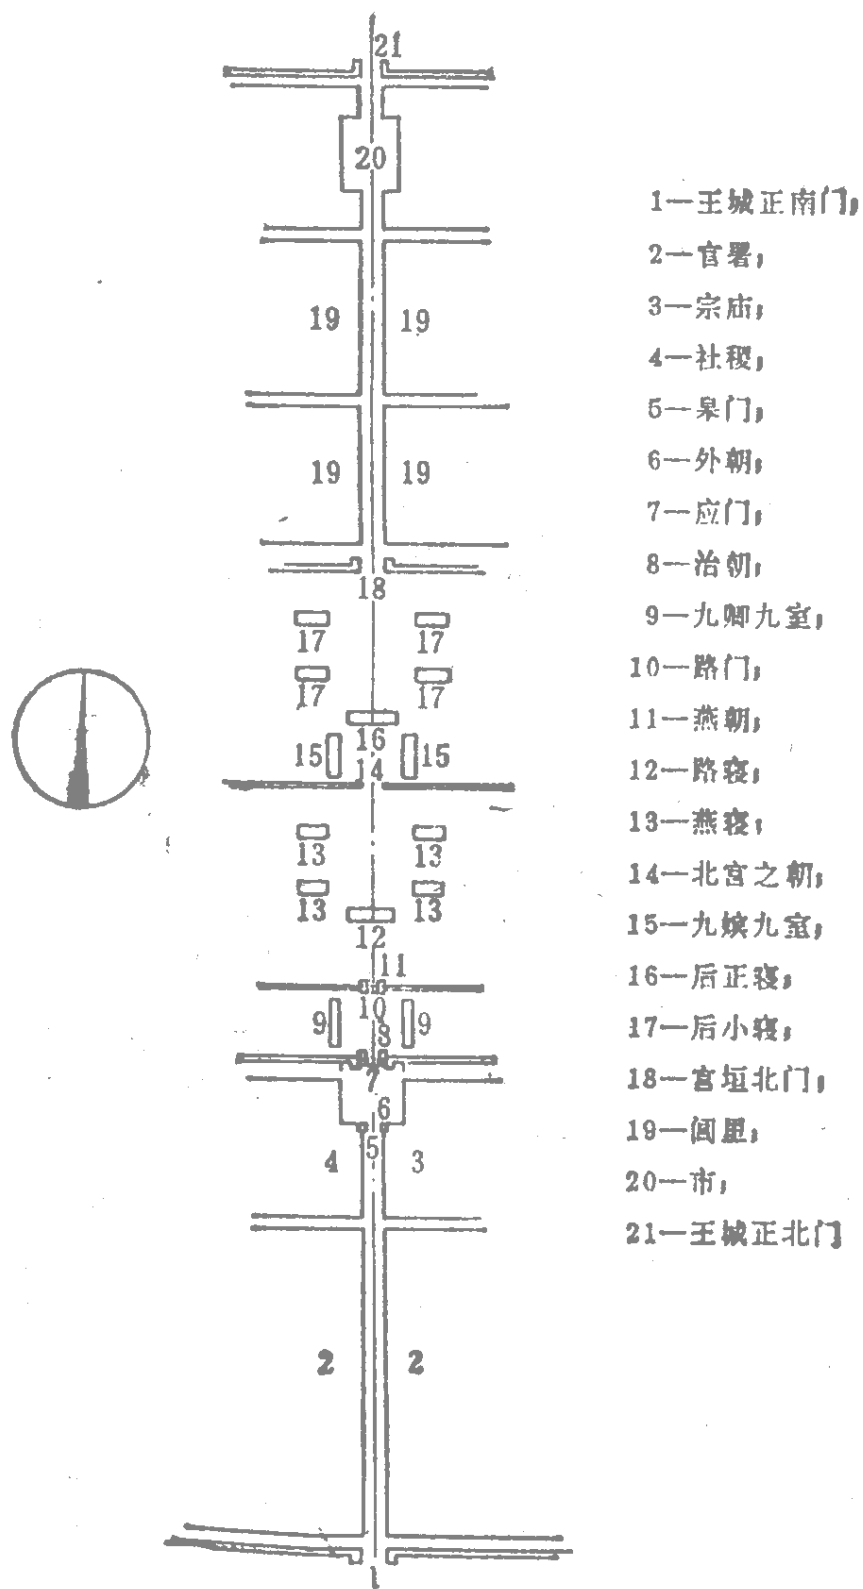 21
20
19 19
19 19
18
17 17
17 17
16
15 15
14
13 13
13 13
12
11
10
9 9
8
7
6
5
4 3
2 2
1
1—王城正南门；
2—官署；
3—宗庙；
4—社稷；
5—皋门；
6—外朝；
7—应门；
8—治朝；
9—九卿九室；
10—路门；
11—燕朝；
12—路寝；
13—燕寝；
14—北宫之朝；
15—九嫔九室；
16—后正寝；
17—后小寝；
18—宫垣北门；
19—闾里；
20—市；
21—王城正北门